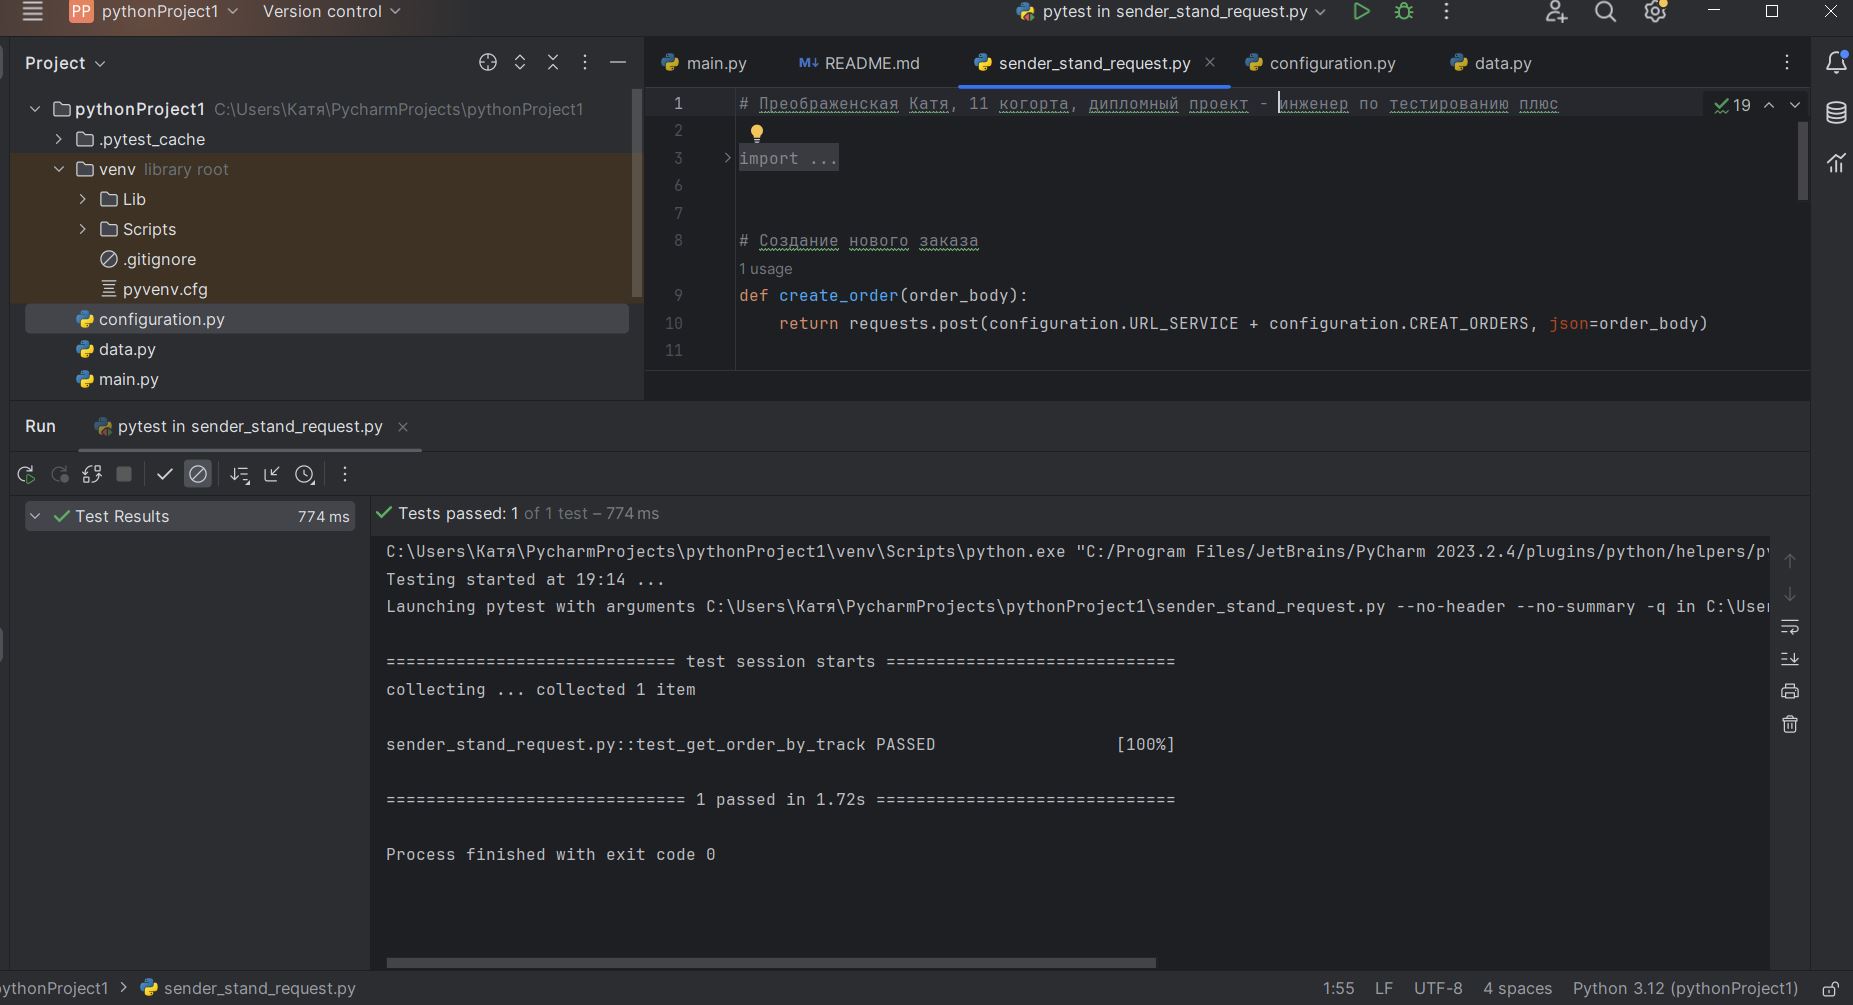 PP pythonProject1 Version control pytest in sender_stand_request.py
Project
main.py README.md sender_stand_request.py configuration.py data.py
pythonProject1 C:\Users\Катя\PycharmProjects\pythonProject1
.pytest_cache
venv library root
Lib
Scripts
.gitignore
pyvenv.cfg
configuration.py
data.py
main.py
1 # Преображенская Катя, 11 когорта, дипломный проект - инженер по тестированию плюс
19
2
3 import ...
6
7
8 # Создание нового заказа
1 usage
9 def create_order(order_body):
10 return requests.post(configuration.URL_SERVICE + configuration.CREAT_ORDERS, json=order_body)
11
Run pytest in sender_stand_request.py
Test Results 774 ms
Tests passed: 1 of 1 test – 774 ms
C:\Users\Катя\PycharmProjects\pythonProject1\venv\Scripts\python.exe "C:/Program Files/JetBrains/PyCharm 2023.2.4/plugins/python/helpers/py
Testing started at 19:14 ...
Launching pytest with arguments C:\Users\Катя\PycharmProjects\pythonProject1\sender_stand_request.py --no-header --no-summary -q in C:\User
============================= test session starts =============================
collecting ... collected 1 item
sender_stand_request.py::test_get_order_by_track PASSED [100%]
============================== 1 passed in 1.72s ==============================
Process finished with exit code 0
ythonProject1 > sender_stand_request.py 1:55 LF UTF-8 4 spaces Python 3.12 (pythonProject1)